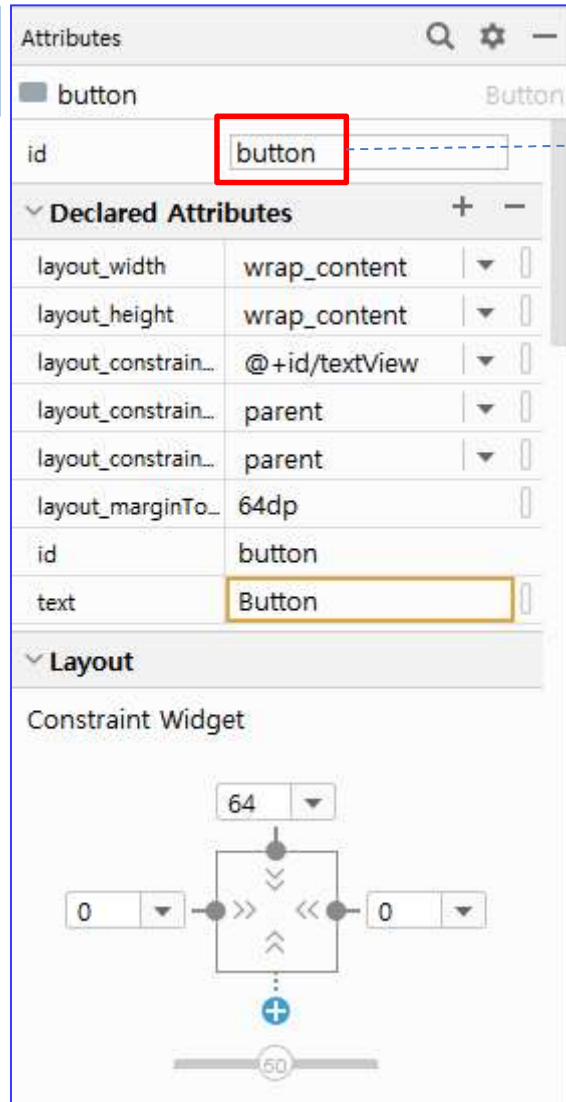 Attributes
button Button
id button
Declared Attributes
layout_width wrap_content
layout_height wrap_content
layout_constrain... @+id/textView
layout_constrain... parent
layout_constrain... parent
layout_marginTo... 64dp
id button
text Button
Layout
Constraint Widget
64
0 0
50